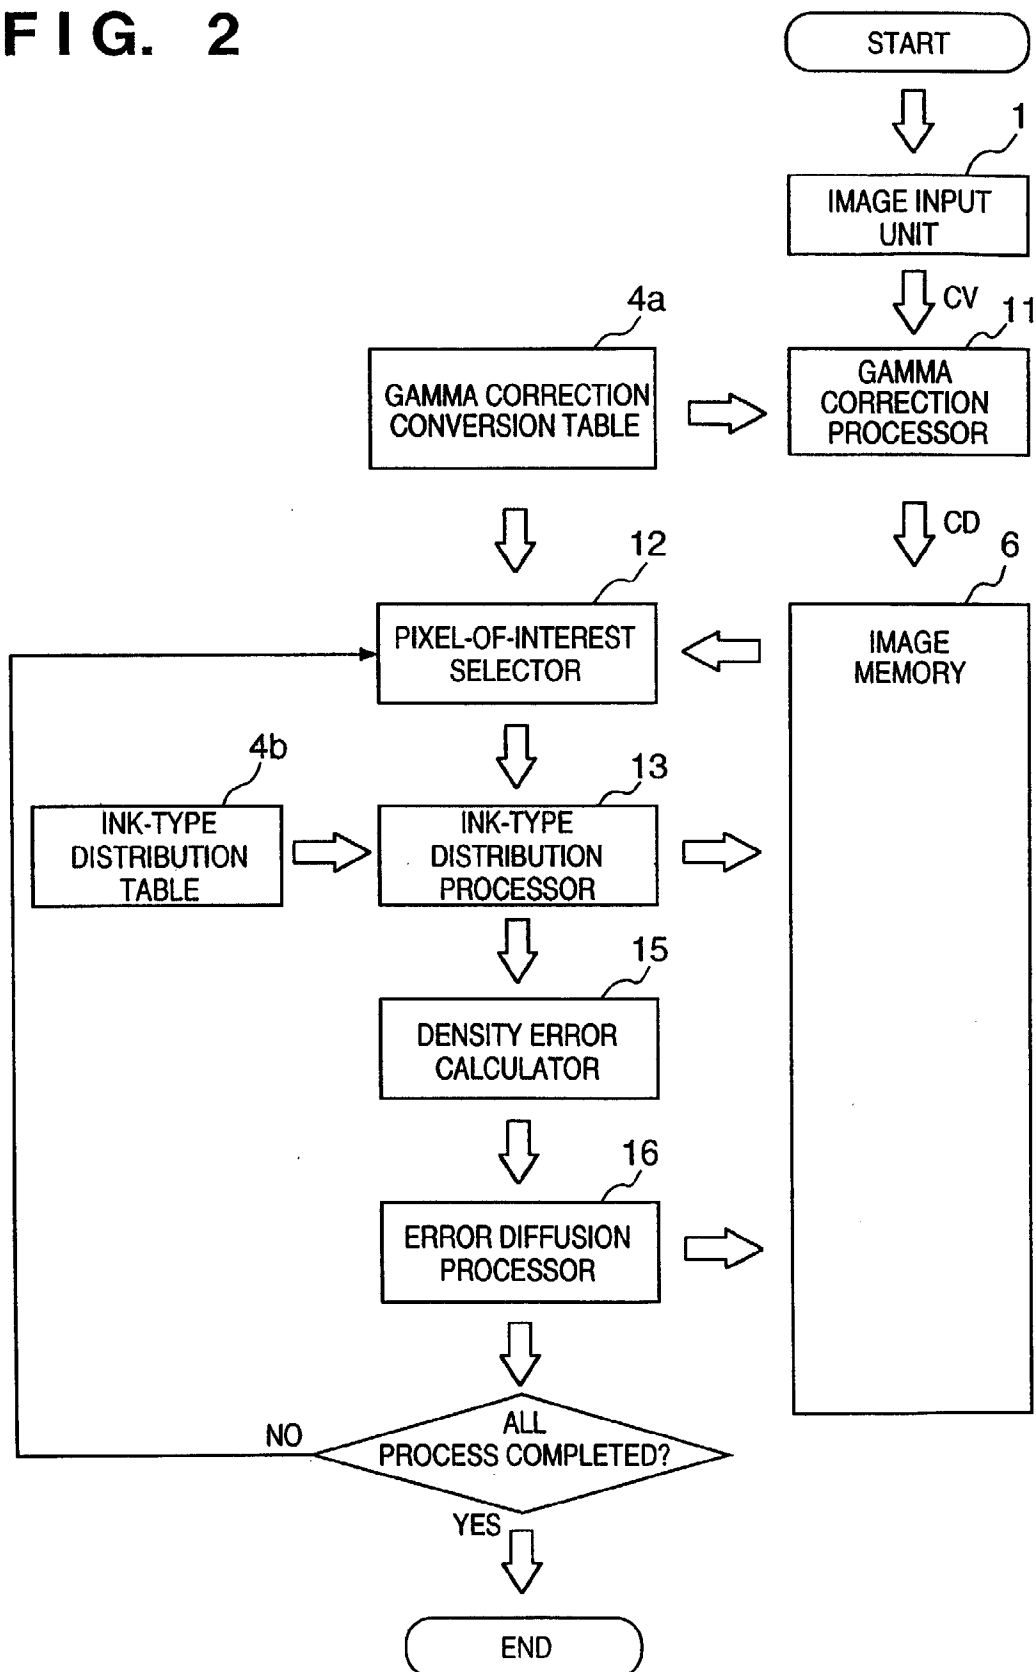 FIG. 2
START
1
IMAGE INPUT
UNIT
CV
4a
11
GAMMA CORRECTION
CONVERSION TABLE
GAMMA
CORRECTION
PROCESSOR
CD
12
6
PIXEL-OF-INTEREST
SELECTOR
IMAGE
MEMORY
4b
13
INK-TYPE
DISTRIBUTION
TABLE
INK-TYPE
DISTRIBUTION
PROCESSOR
15
DENSITY ERROR
CALCULATOR
16
ERROR DIFFUSION
PROCESSOR
NO
ALL
PROCESS COMPLETED?
YES
END